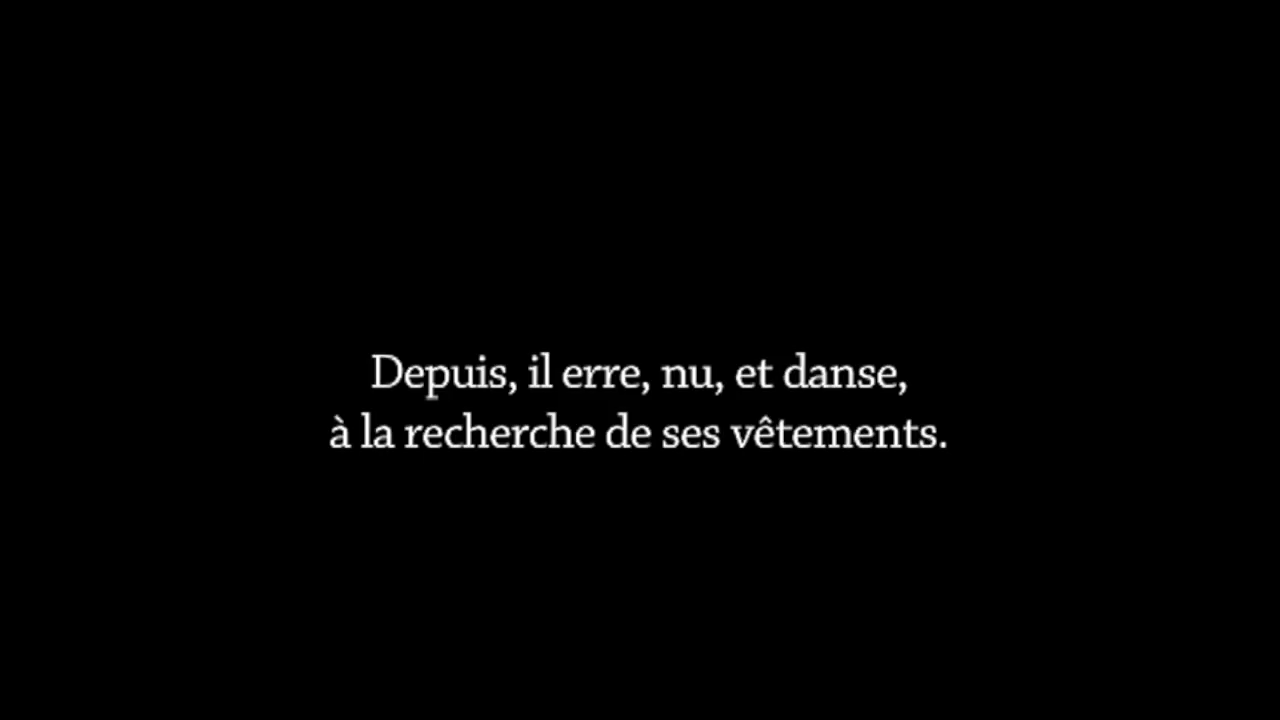 Depuis, il erre, nu, et danse,
à la recherche de ses vêtements.